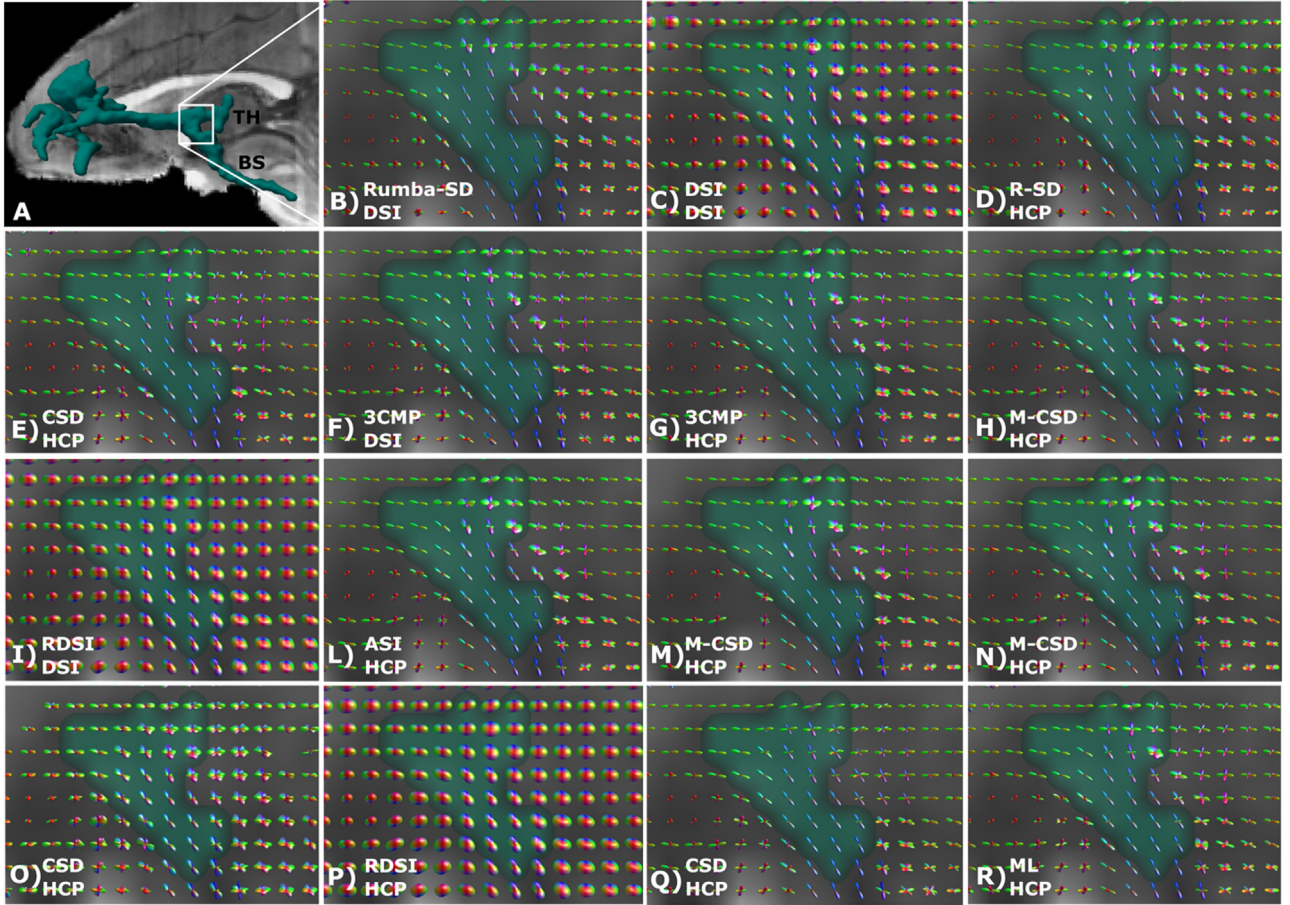 TH
BS
A
B) Rumba-SD
DSI
C) DSI
DSI
D) R-SD
HCP
E) CSD
HCP
F) 3CMP
DSI
G) 3CMP
HCP
H) M-CSD
HCP
I) RDSI
DSI
L) ASI
HCP
M) M-CSD
HCP
N) M-CSD
HCP
O) CSD
HCP
P) RDSI
HCP
Q) CSD
HCP
R) ML
HCP